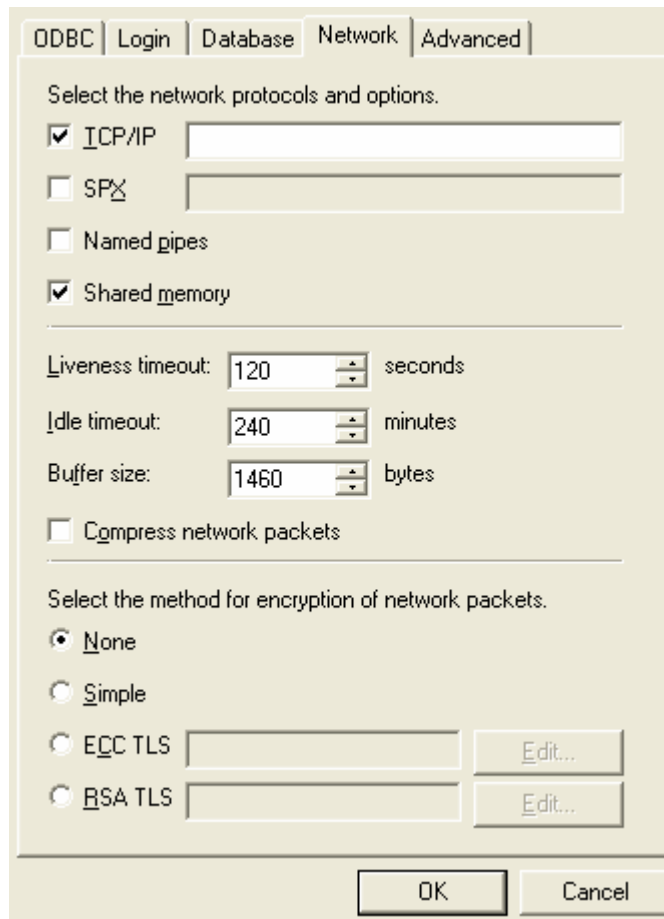 ODBC Login Database Network Advanced
Select the network protocols and options.
TCP/IP
SPX
Named pipes
Shared memory
Liveness timeout: 120 seconds
Idle timeout: 240 minutes
Buffer size: 1460 bytes
Compress network packets
Select the method for encryption of network packets.
None
Simple
ECC TLS Edit...
RSA TLS Edit...
OK Cancel